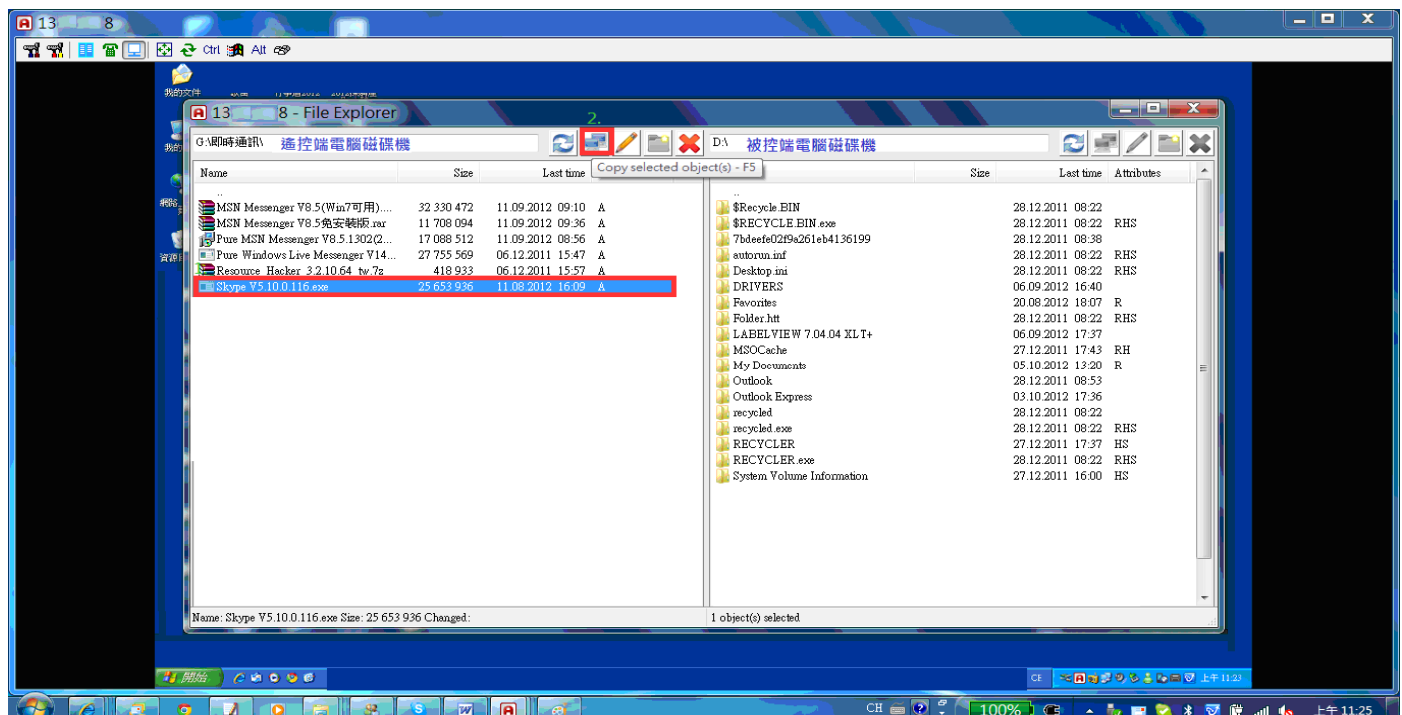 13 8
Ctrl Alt
我的文件
13 8 - File Explorer
2.
G:\即時通訊\ 遙控端電腦磁碟機
D:\ 被控端電腦磁碟機
Copy selected object(s) - F5
Name Size Last time
Size Last time Attributes
..
MSN Messenger V8.5(Win7可用).... 32 330 472 11.09.2012 09:10 A
MSN Messenger V8.5免安裝版.rar 11 708 094 11.09.2012 09:36 A
Pure MSN Messenger V8.5.1302(2... 17 088 512 11.09.2012 08:56 A
Pure Windows Live Messenger V14... 27 755 569 06.12.2011 15:47 A
Resource_Hacker_3.2.10.64_tw.7z 418 933 06.12.2011 15:57 A
Skype V5.10.0.116.exe 25 653 936 11.08.2012 16:09 A
..
$Recycle.BIN 28.12.2011 08:22
$RECYCLE.BIN.exe 28.12.2011 08:22 RHS
7bdeefe02f9a261eb4136199 28.12.2011 08:38
autorun.inf 28.12.2011 08:22 RHS
Desktop.ini 28.12.2011 08:22 RHS
DRIVERS 06.09.2012 16:40
Favorites 20.08.2012 18:07 R
Folder.htt 28.12.2011 08:22 RHS
LABELVIEW 7.04.04 XLT+ 06.09.2012 17:37
MSOCache 27.12.2011 17:43 RH
My Documents 05.10.2012 13:20 R
Outlook 28.12.2011 08:53
Outlook Express 03.10.2012 17:36
recycled 28.12.2011 08:22
recycled.exe 28.12.2011 08:22 RHS
RECYCLER 27.12.2011 17:37 HS
RECYCLER.exe 28.12.2011 08:22 RHS
System Volume Information 27.12.2011 16:00 HS
Name: Skype V5.10.0.116.exe Size: 25 653 936 Changed:
1 object(s) selected
開始
CH 上午 11:23
CH 100% 上午 11:25